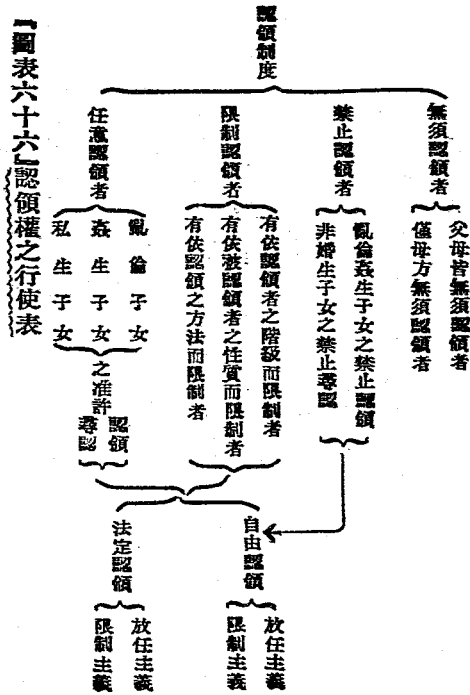 認領制度
無須認領者
父母皆無須認領者
僅母方無須認領者
禁止認領者
亂倫姦生子女之禁止認領
非婚生子女之禁止尋認
限制認領者
有依認領者之階級而限制者
有依被認領者之性質而限制者
有依認領之方法而限制者
任意認領者
亂倫子女
姦生子女
私生子女
之准許
認領
尋認
自由認領
放任主義
限制主義
法定認領
放任主義
限制主義
『圖表六十六』認領權之行使表